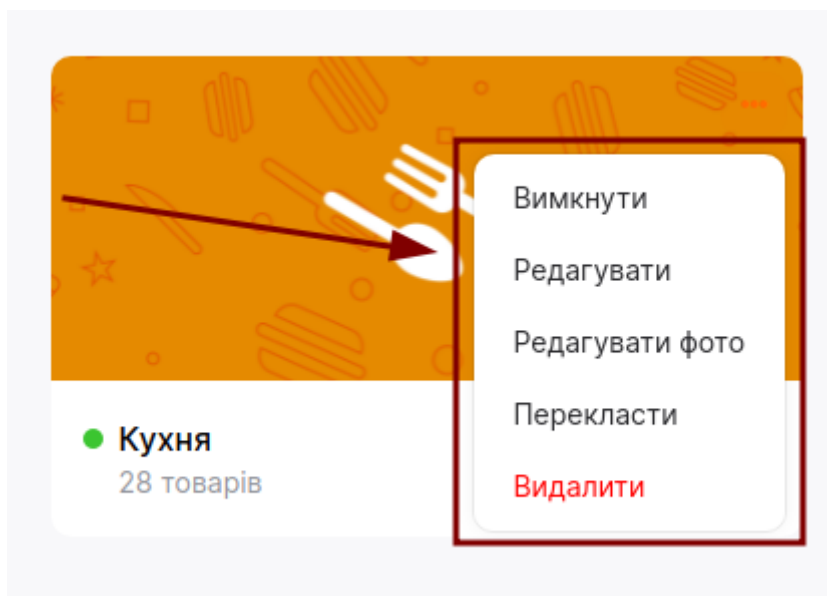 Вимкнути
Редагувати
Редагувати фото
Перекласти
Видалити
Кухня
28 товарів